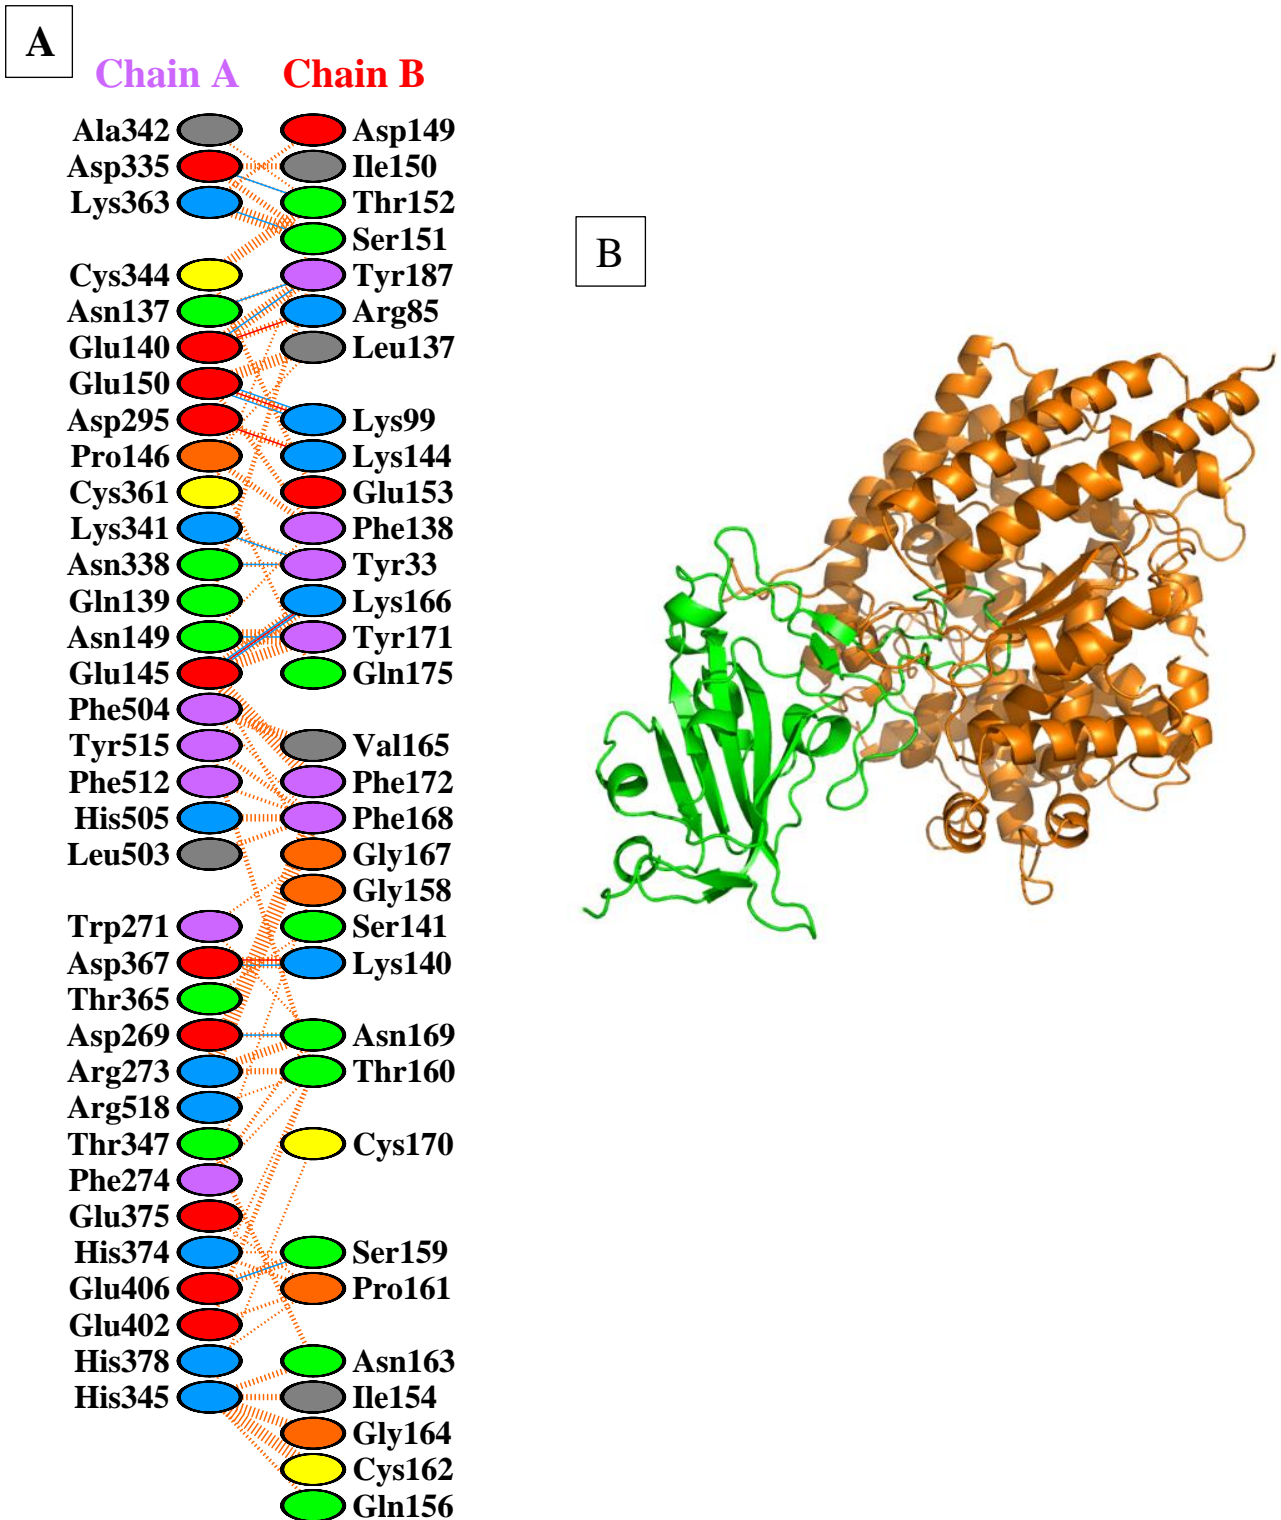 A
Chain A Chain B
Ala342 Asp149
Asp335 Ile150
Lys363 Thr152
Ser151
Cys344 Tyr187
Asn137 Arg85
Glu140 Leu137
Glu150
Asp295 Lys99
Pro146 Lys144
Cys361 Glu153
Lys341 Phe138
Asn338 Tyr33
Gln139 Lys166
Asn149 Tyr171
Glu145 Gln175
Phe504
Tyr515 Val165
Phe512 Phe172
His505 Phe168
Leu503 Gly167
Gly158
Trp271 Ser141
Asp367 Lys140
Thr365
Asp269 Asn169
Arg273 Thr160
Arg518
Thr347 Cys170
Phe274
Glu375
His374 Ser159
Glu406 Pro161
Glu402
His378 Asn163
His345 Ile154
Gly164
Cys162
Gln156
B